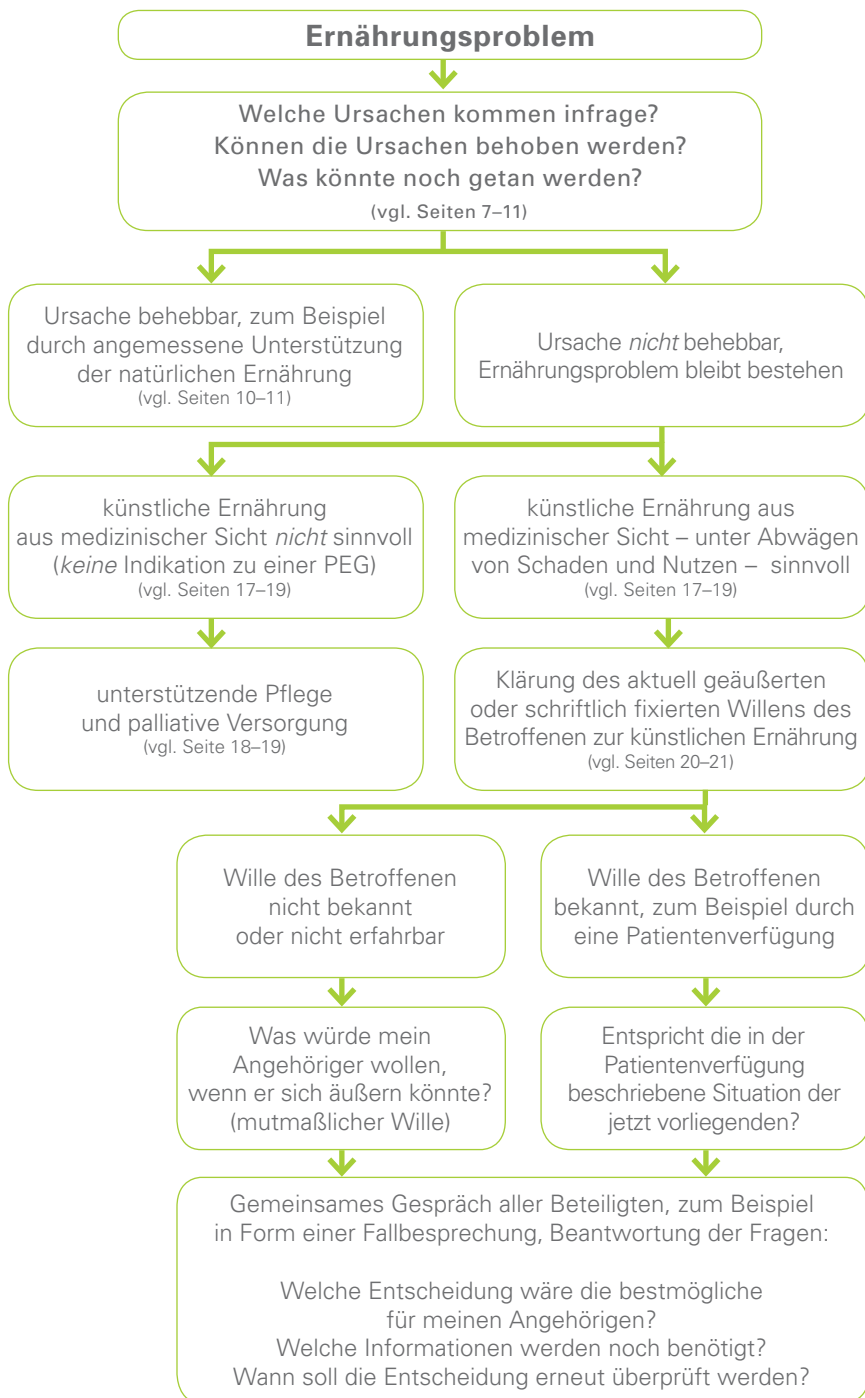 Ernährungsproblem
Welche Ursachen kommen infrage?
Können die Ursachen behoben werden?
Was könnte noch getan werden?
(vgl. Seiten 7–11)
Ursache behebbar, zum Beispiel
durch angemessene Unterstützung
der natürlichen Ernährung
(vgl. Seiten 10–11)
Ursache nicht behebbar,
Ernährungsproblem bleibt bestehen
künstliche Ernährung
aus medizinischer Sicht nicht sinnvoll
(keine Indikation zu einer PEG)
(vgl. Seiten 17–19)
künstliche Ernährung aus
medizinischer Sicht – unter Abwägen
von Schaden und Nutzen – sinnvoll
(vgl. Seiten 17–19)
unterstützende Pflege
und palliative Versorgung
(vgl. Seite 18–19)
Klärung des aktuell geäußerten
oder schriftlich fixierten Willens des
Betroffenen zur künstlichen Ernährung
(vgl. Seiten 20–21)
Wille des Betroffenen
nicht bekannt
oder nicht erfahrbar
Wille des Betroffenen
bekannt, zum Beispiel durch
eine Patientenverfügung
Was würde mein
Angehöriger wollen,
wenn er sich äußern könnte?
(mutmaßlicher Wille)
Entspricht die in der
Patientenverfügung
beschriebene Situation der
jetzt vorliegenden?
Gemeinsames Gespräch aller Beteiligten, zum Beispiel
in Form einer Fallbesprechung, Beantwortung der Fragen:
Welche Entscheidung wäre die bestmögliche
für meinen Angehörigen?
Welche Informationen werden noch benötigt?
Wann soll die Entscheidung erneut überprüft werden?